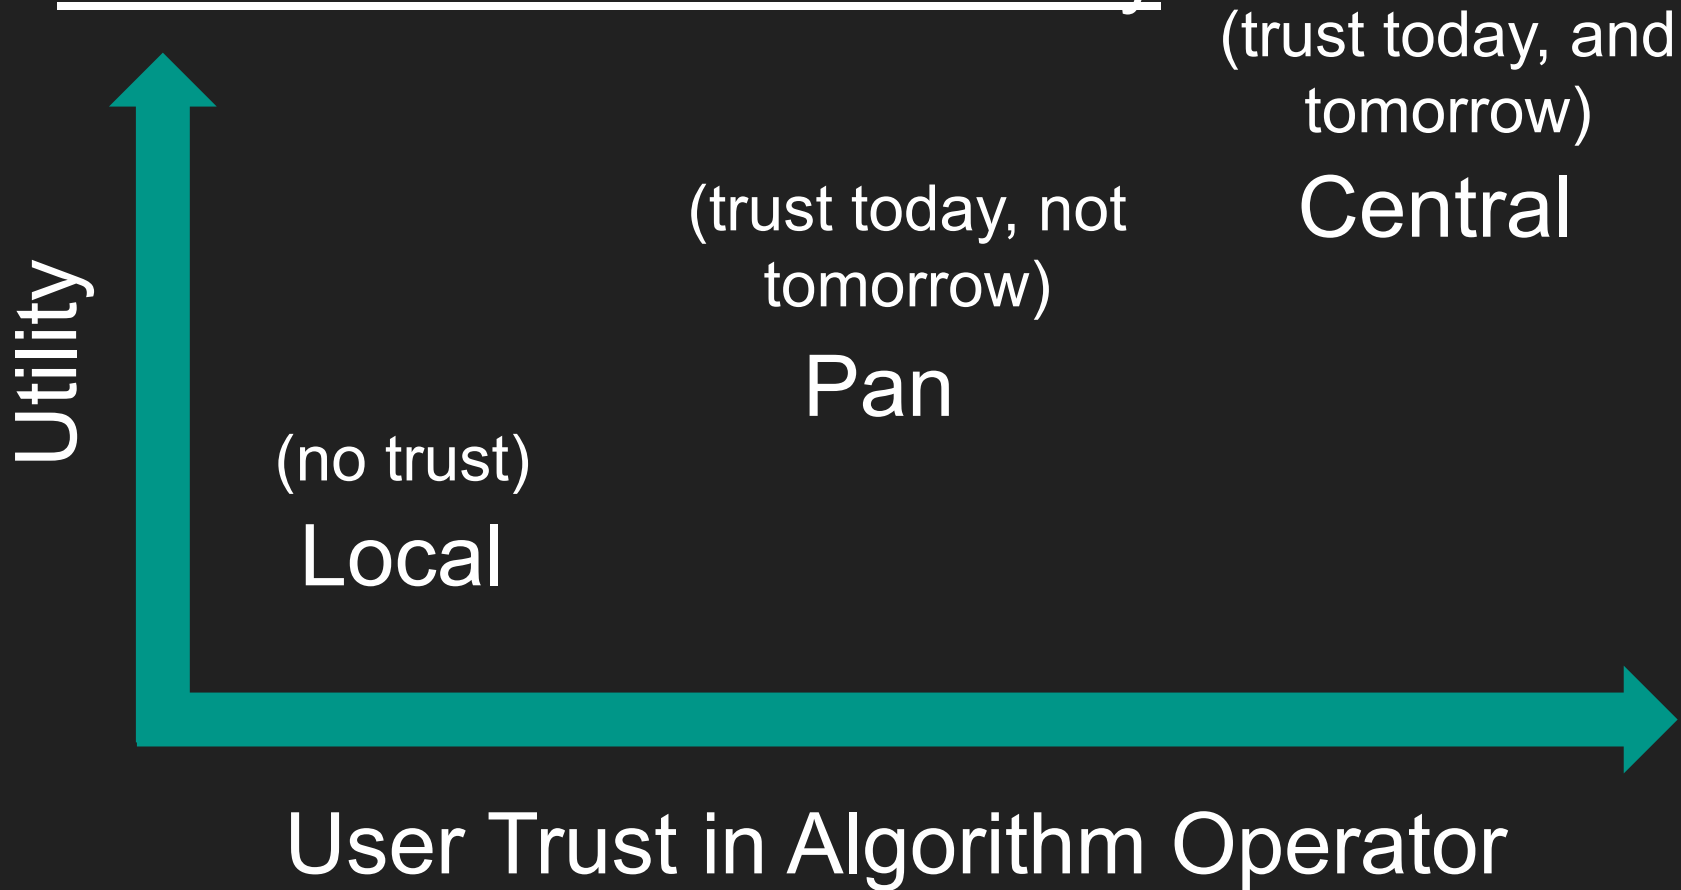 (trust today, and
tomorrow)
Central
(trust today, not
tomorrow)
Pan
(no trust)
Local
Utility
User Trust in Algorithm Operator